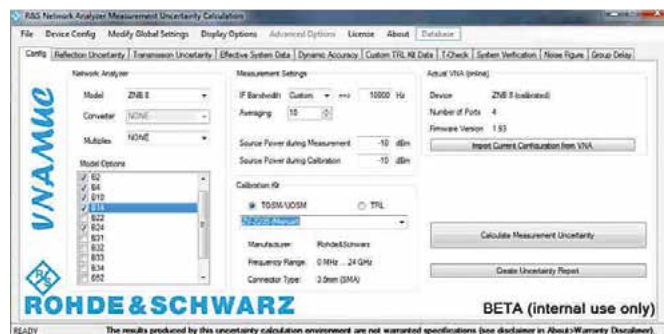 R&S Network Analyzer Measurement Uncertainty Calculation
File Device Config Modify Global Settings Display Options Advanced Options License About Database
Config Reflection Uncertainty Transmission Uncertainty Effective System Data Dynamic Accuracy Custom TRL Kit Data T-Check System Verification Noise Figure Group Delay
VNAMUC
Network Analyzer
Model ZNB 8
Converter NONE
Multiplex NONE
Model Options
B2
B4
B10
B14
B22
B24
B31
B32
B33
B34
B52
Measurement Settings
IF Bandwidth Custom ==> 10000 Hz
Averaging 10
Source Power during Measurement -10 dBm
Source Power during Calibration -10 dBm
Calibration Kit
TOSM/UOSM TRL
Manufacturer: Rohde&Schwarz
Frequency Range: 0 MHz ... 24 GHz
Connector Type: 3.5mm (SMA)
Actual VNA (online)
Device ZNB 8 (calibrated)
Number of Ports 4
Firmware Version 1.93
Import Current Configuration from VNA
Calculate Measurement Uncertainty
Create Uncertainty Report
R&S
ROHDE&SCHWARZ
BETA (internal use only)
READY The results produced by this uncertainty calculation environment are not warranted specifications (see disclaimer in About>Warranty Disclaimer).